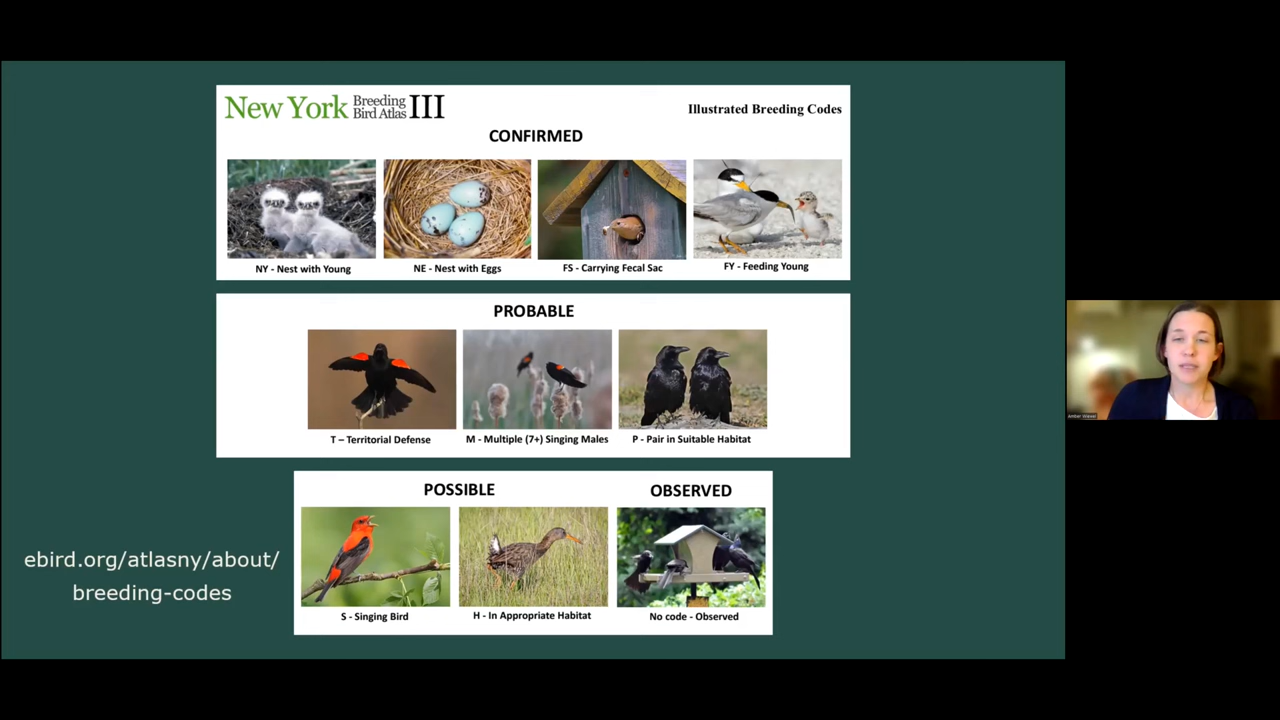 New York Breeding Bird Atlas III
Illustrated Breeding Codes
CONFIRMED
NY - Nest with Young
NE - Nest with Eggs
FS - Carrying Fecal Sac
FY - Feeding Young
PROBABLE
T – Territorial Defense
M - Multiple (7+) Singing Males
P - Pair in Suitable Habitat
POSSIBLE
OBSERVED
S - Singing Bird
H - In Appropriate Habitat
No code - Observed
ebird.org/atlasny/about/
breeding-codes